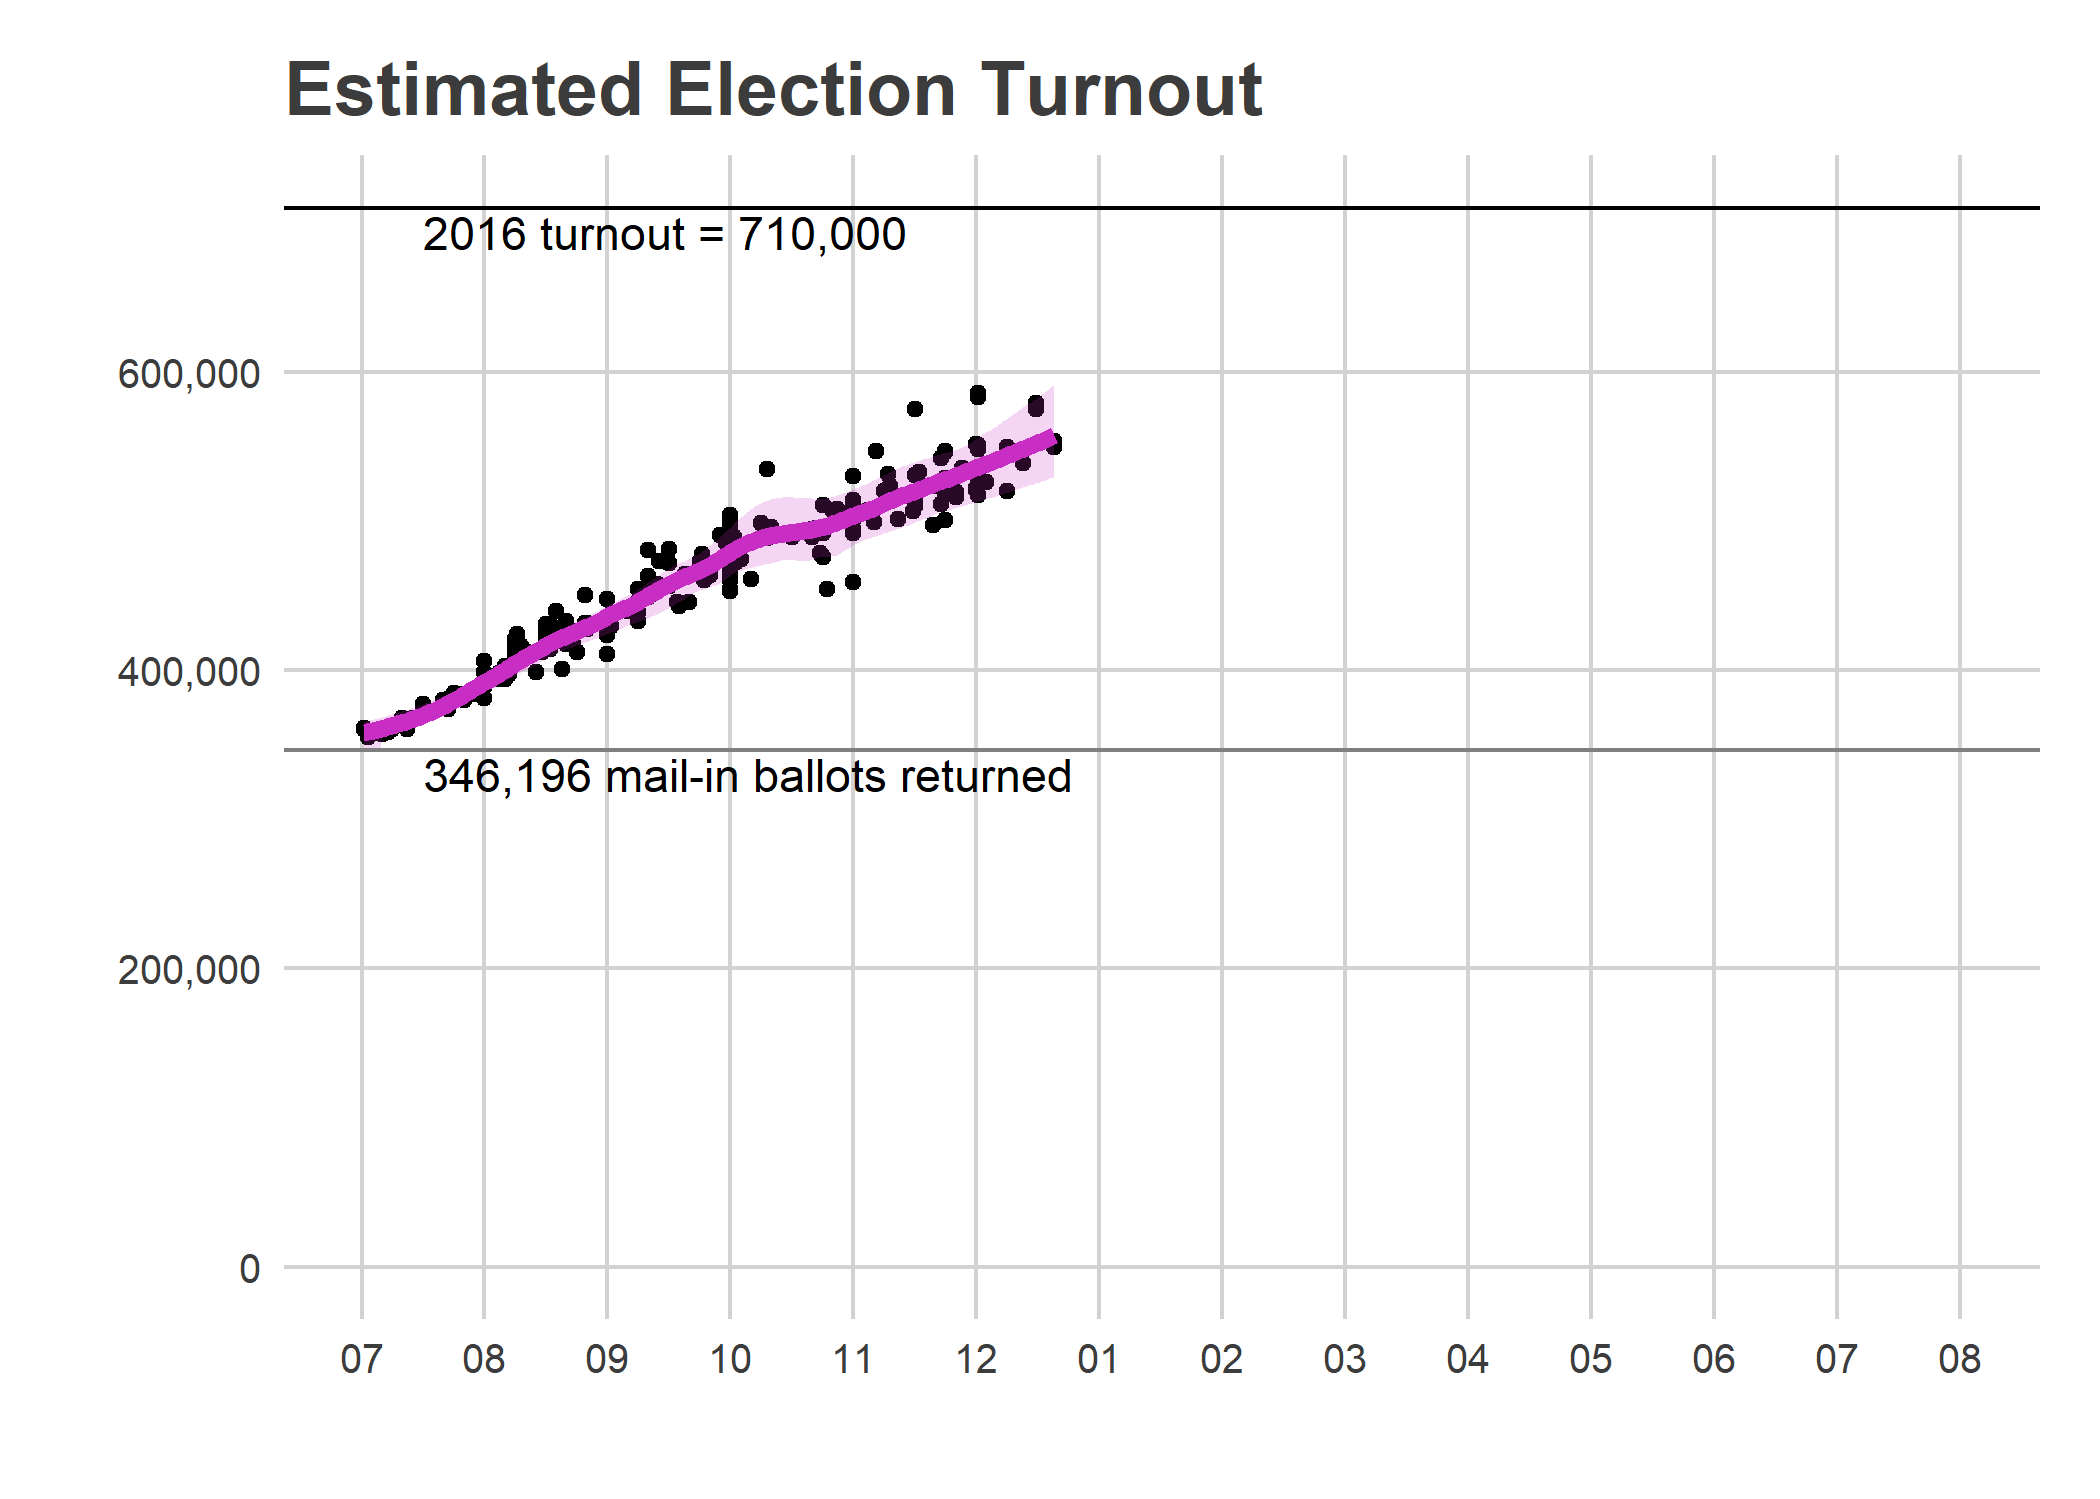 Estimated Election Turnout
2016 turnout = 710,000
600,000
400,000
346,196 mail-in ballots returned
200,000
0
07 08 09 10 11 12 01 02 03 04 05 06 07 08